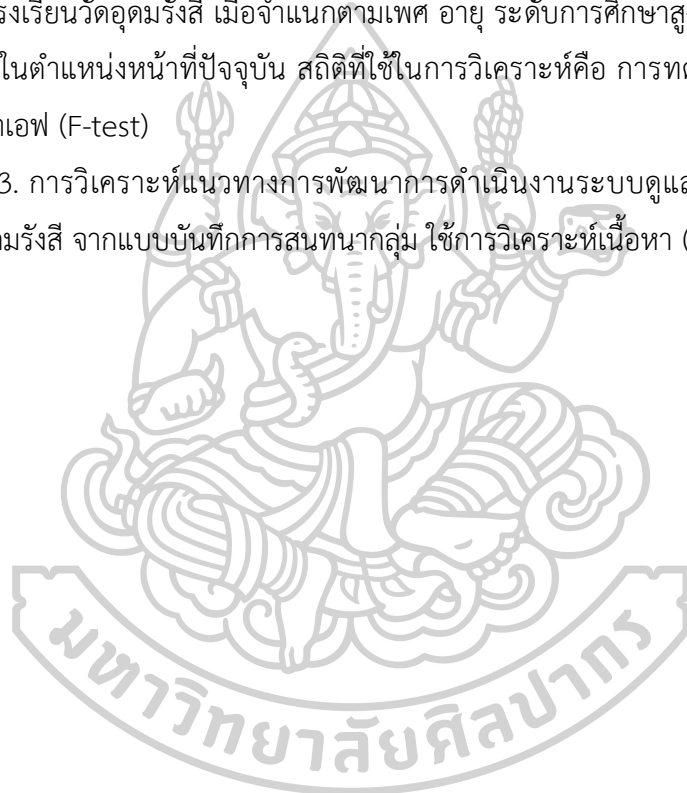 รงเรียนวัดอุดมรังสี เมื่อจำแนกตามเพศ อายุ ระดับการศึกษาสู
ในตำแหน่งหน้าที่ปัจจุบัน สถิติที่ใช้ในการวิเคราะห์คือ การทด
าเอฟ (F-test)
3. การวิเคราะห์แนวทางการพัฒนาการดำเนินงานระบบดูแล
มรังสี จากแบบบันทึกการสนทนากลุ่ม ใช้การวิเคราะห์เนื้อหา (
มหาวิทยาลัยศิลปากร